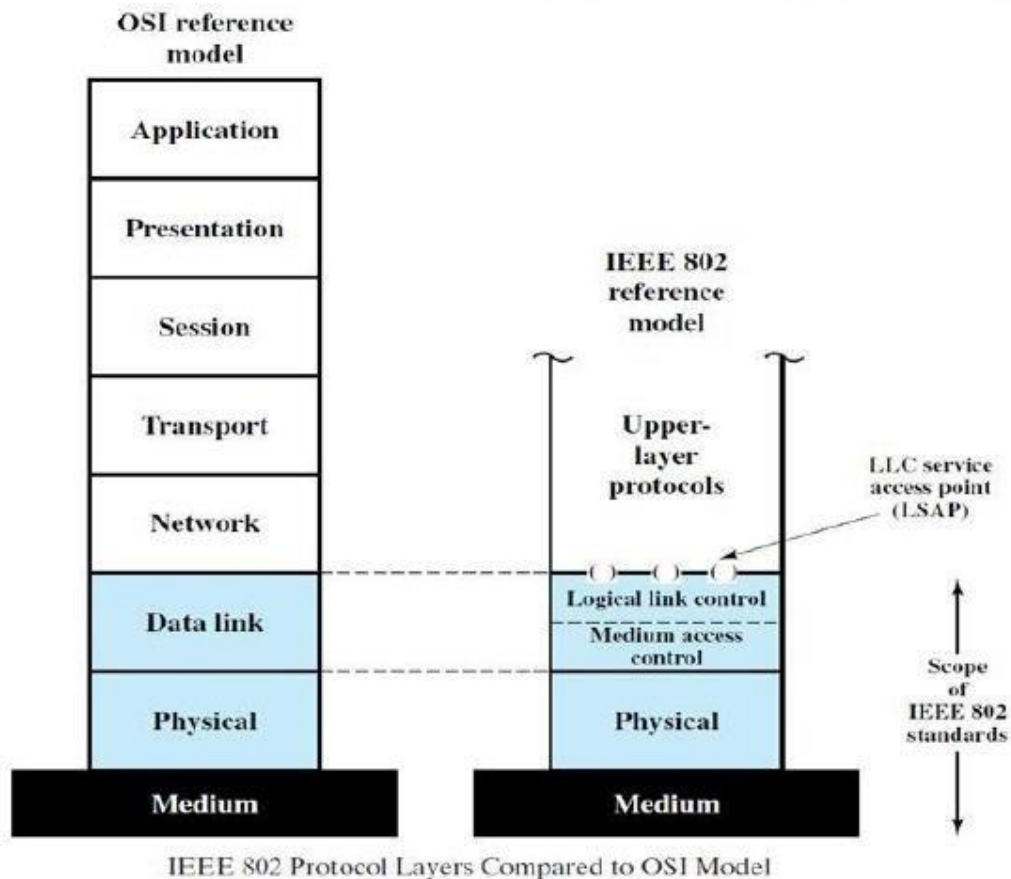 OSI reference
model
Application
Presentation
Session
Transport
Network
Data link
Physical
Medium
IEEE 802
reference
model
Upper-
layer
protocols
LLC service
access point
(LSAP)
Logical link control
Medium access
control
Physical
Scope
of
IEEE 802
standards
Medium
IEEE 802 Protocol Layers Compared to OSI Model